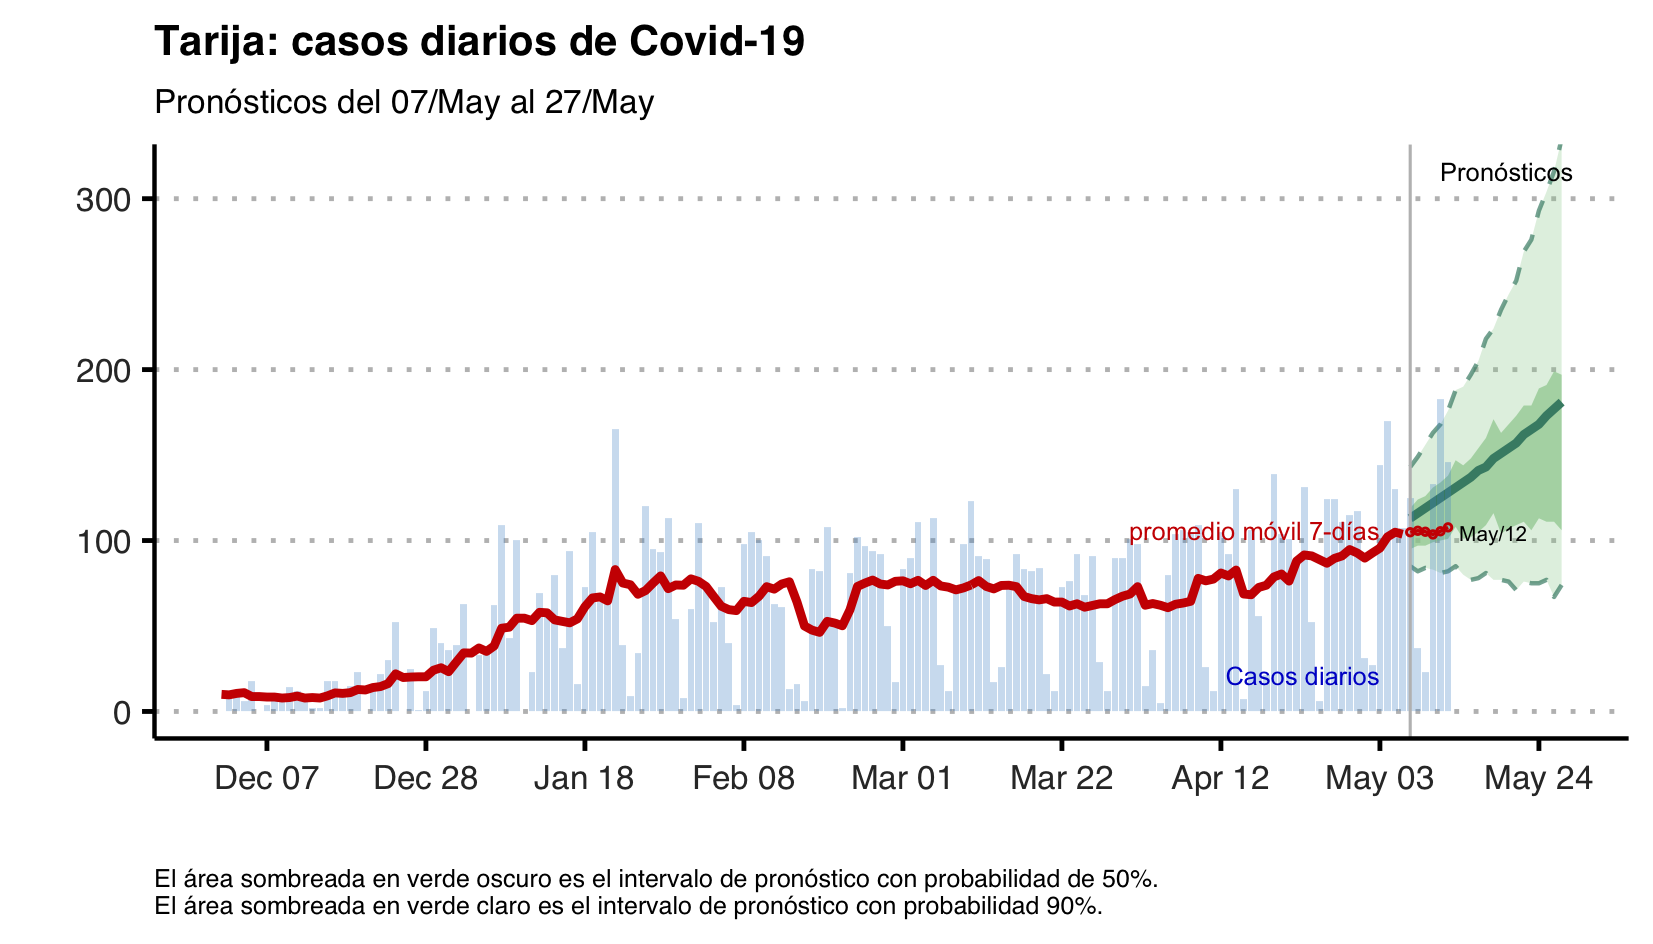 Tarija: casos diarios de Covid-19
Pronósticos del 07/May al 27/May
Pronósticos
300
200
promedio móvil 7-días
May/12
100
Casos diarios
0
Dec 07 Dec 28 Jan 18 Feb 08 Mar 01 Mar 22 Apr 12 May 03 May 24
El área sombreada en verde oscuro es el intervalo de pronóstico con probabilidad de 50%.
El área sombreada en verde claro es el intervalo de pronóstico con probabilidad 90%.